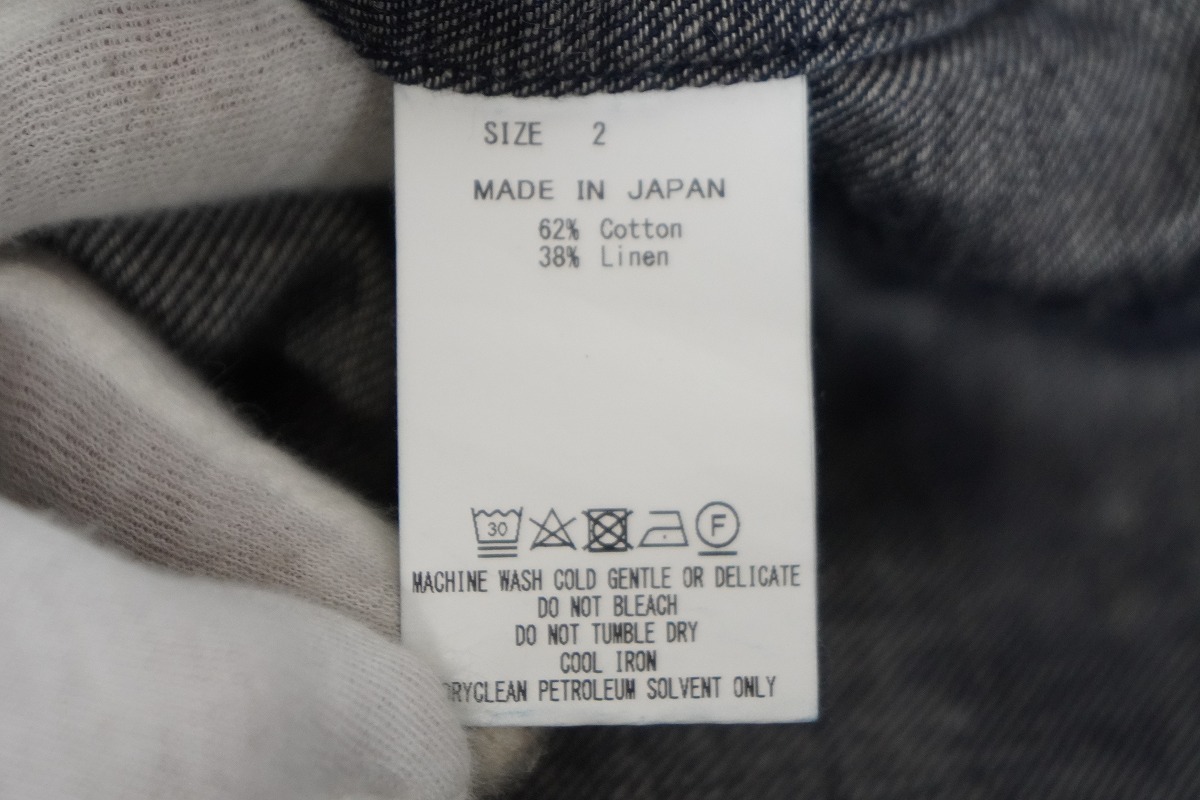 SIZE 2
MADE IN JAPAN
62% Cotton
38% Linen
30 F
MACHINE WASH COLD GENTLE OR DELICATE
DO NOT BLEACH
DO NOT TUMBLE DRY
COOL IRON
DRYCLEAN PETROLEUM SOLVENT ONLY